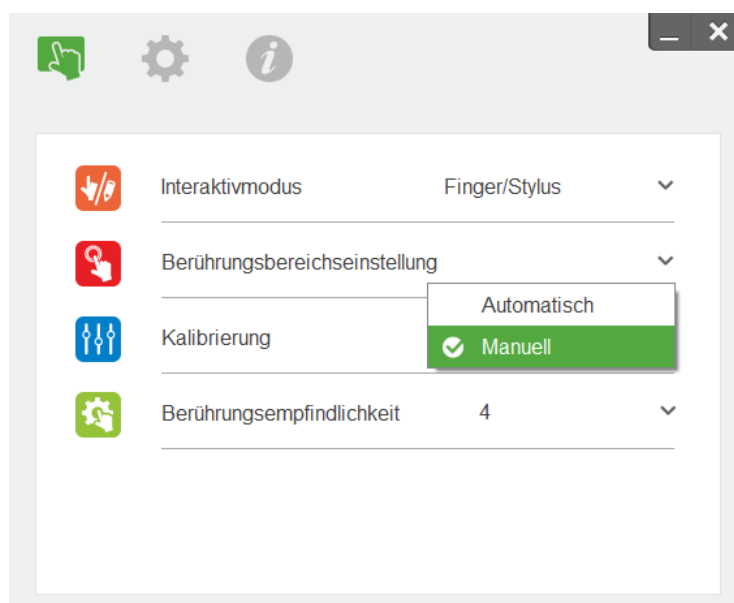 Interaktivmodus Finger/Stylus
Berührungsbereichseinstellung
Automatisch
Kalibrierung
Manuell
Berührungsempfindlichkeit 4